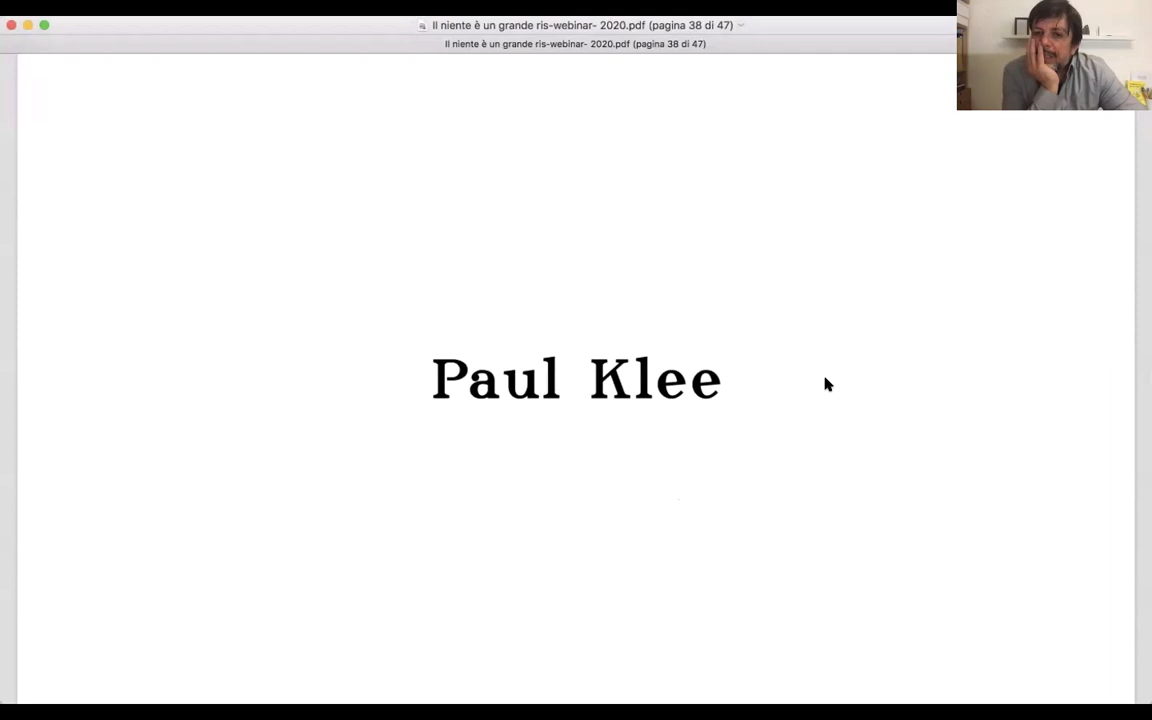 Il niente è un grande ris-webinar- 2020.pdf (pagina 38 di 47)
Il niente è un grande ris-webinar- 2020.pdf (pagina 38 di 47)
Paul Klee